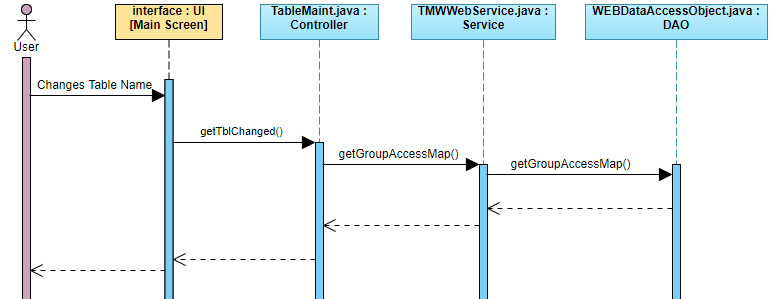 interface : UI
[Main Screen]
TableMaint.java :
Controller
TMWWebService.java :
Service
WEBDataAccessObject.java :
DAO
User
Changes Table Name
getTblChanged()
getGroupAccessMap()
getGroupAccessMap()